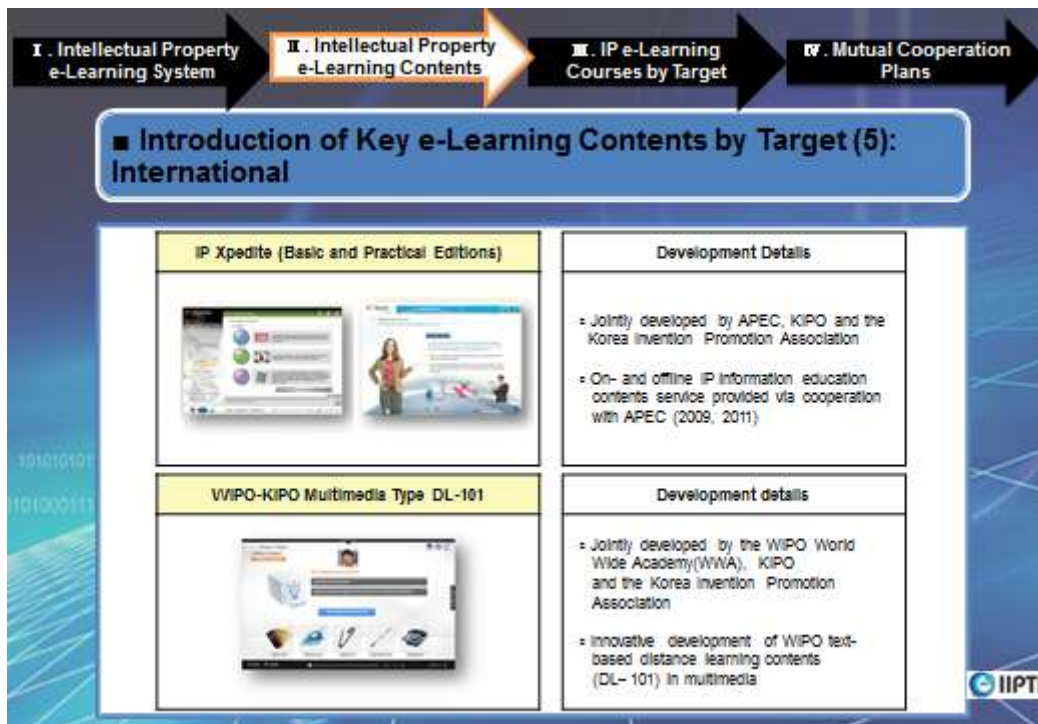 Ⅰ. Intellectual Property
e-Learning System
Ⅱ. Intellectual Property
e-Learning Contents
Ⅲ. IP e-Learning
Courses by Target
Ⅳ. Mutual Cooperation
Plans
■ Introduction of Key e-Learning Contents by Target (5):
International
IP Xpedite (Basic and Practical Editions)
Development Details
Jointly developed by APEC, KIPO and the
Korea Invention Promotion Association
On- and offline IP information education
contents service provided via cooperation
with APEC (2009, 2011)
101010101
0101000111
WIPO-KIPO Multimedia Type DL-101
Development details
Jointly developed by the WIPO World
Wide Academy(WWA), KIPO
and the Korea Invention Promotion
Association
Innovative development of WIPO text-
based distance learning contents
(DL- 101) in multimedia
IIPTI